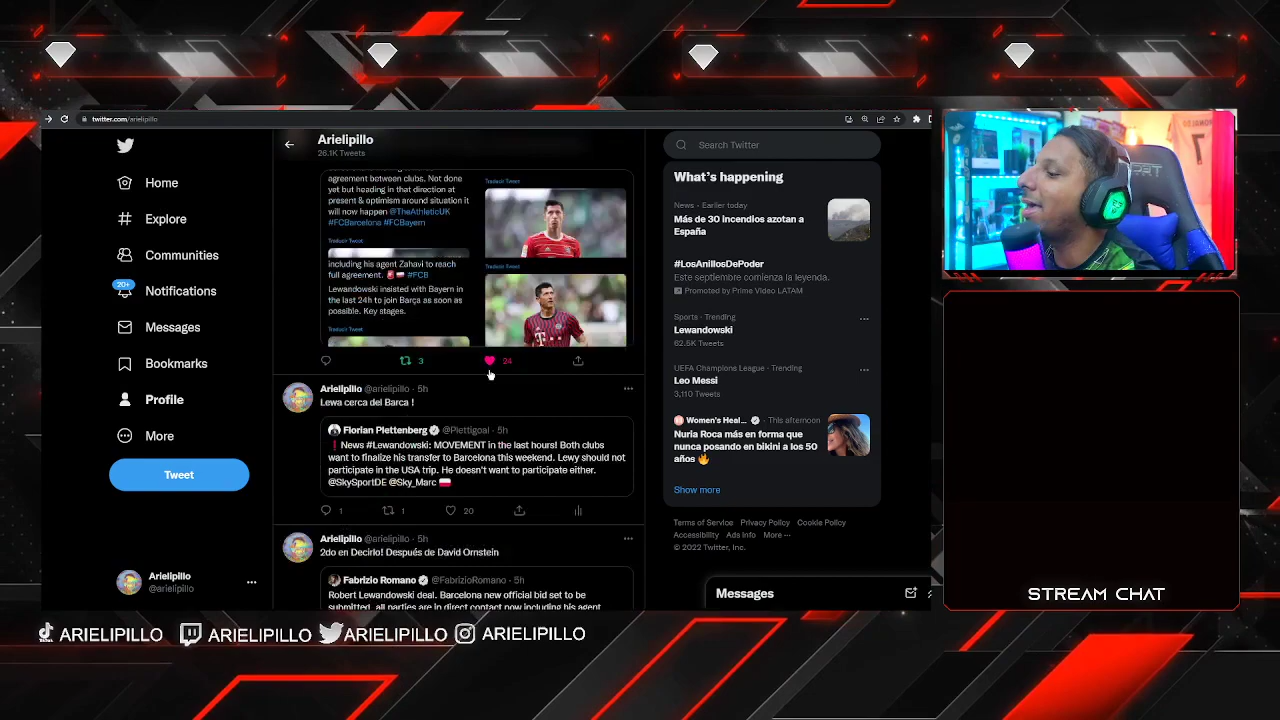 twitter.com/arielipillo
Home
Explore
Communities
20+
Notifications
Messages
Bookmarks
Profile
More
Tweet
Arielipillo
@arielipillo
Arielipillo
26.1K Tweets
agreement between clubs. Not done
yet but heading in that direction at
present & optimism around situation it
will now happen @TheAthleticUK
#FCBarcelona #FCBayern
Traducir Tweet
including his agent Zahavi to reach
full agreement. 🚨🇵🇱 #FCB
Lewandowski insisted with Bayern in
the last 24h to join Barça as soon as
possible. Key stages.
Traducir Tweet
Traducir Tweet
Traducir Tweet
3
24
Arielipillo @arielipillo · 5h
Lewa cerca del Barca !
Florian Plettenberg @Plettigoal · 5h
❗️News #Lewandowski: MOVEMENT in the last hours! Both clubs
want to finalize his transfer to Barcelona this weekend. Lewy should not
participate in the USA trip. He doesn't want to participate either.
@SkySportDE @Sky_Marc 🇵🇱
1
1
20
Arielipillo @arielipillo · 5h
2do en Decirlo! Después de David Ornstein
Fabrizio Romano @FabrizioRomano · 5h
Robert Lewandowski deal. Barcelona new official bid set to be
submitted, all parties are in direct contact now including his agent
Search Twitter
What's happening
News · Earlier today
Más de 30 incendios azotan a
España
#LosAnillosDePoder
Este septiembre comienza la leyenda.
Promoted by Prime Video LATAM
Sports · Trending
Lewandowski
62.5K Tweets
UEFA Champions League · Trending
Leo Messi
3,110 Tweets
Women's Heal... · This afternoon
Nuria Roca más en forma que
nunca posando en bikini a los 50
años 🔥
Show more
Terms of Service Privacy Policy Cookie Policy
Accessibility Ads Info More ···
© 2022 Twitter, Inc.
Messages
STREAM CHAT
ARIELIPILLO ARIELIPILLO ARIELIPILLO ARIELIPILLO